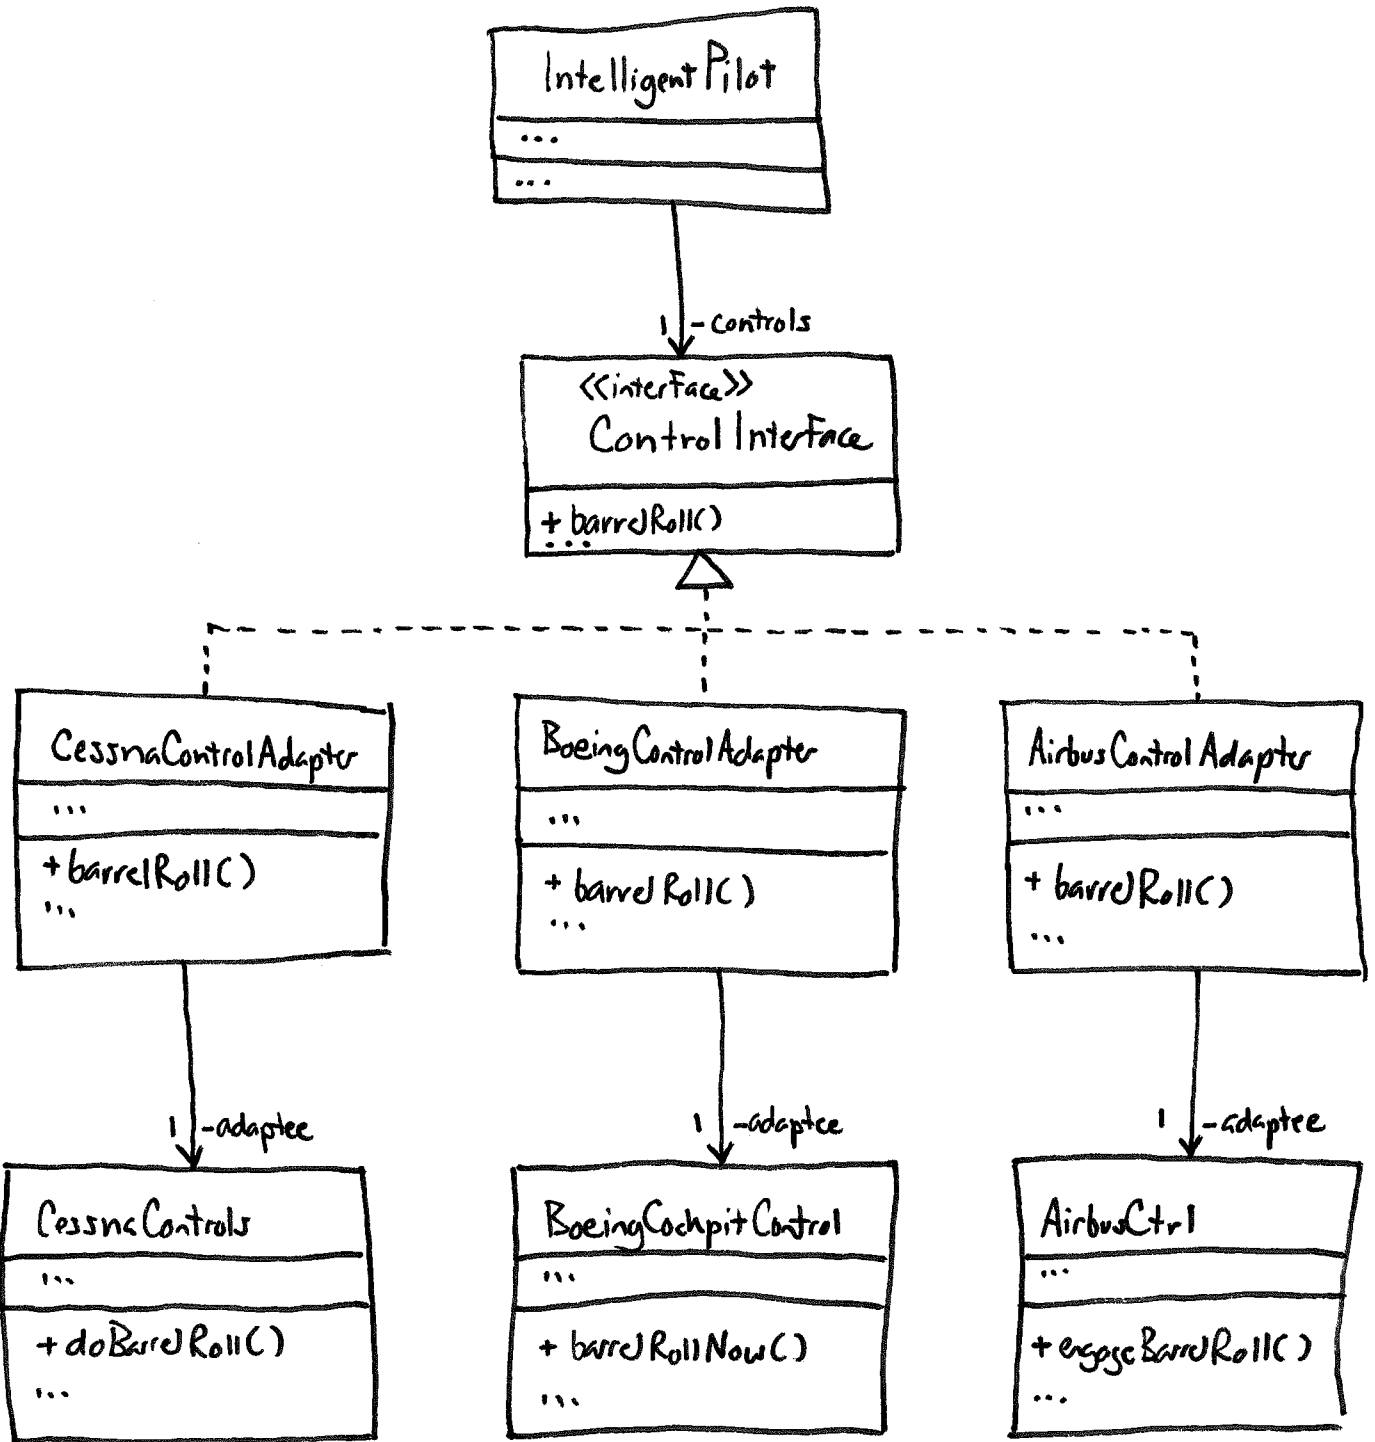 IntelligentPilot
...
...
1 -controls
<<interface>>
ControlInterface
+ barrelRoll()
...
CessnaControlAdapter
...
+ barrelRoll()
...
BoeingControlAdapter
...
+ barrelRoll()
...
AirbusControlAdapter
...
+ barrelRoll()
...
1 -adaptee
1 -adaptee
1 -adaptee
CessnaControls
...
+ doBarrelRoll()
...
BoeingCockpitControl
...
+ barrelRollNow()
...
AirbusCtrl
...
+ engageBarrelRoll()
...